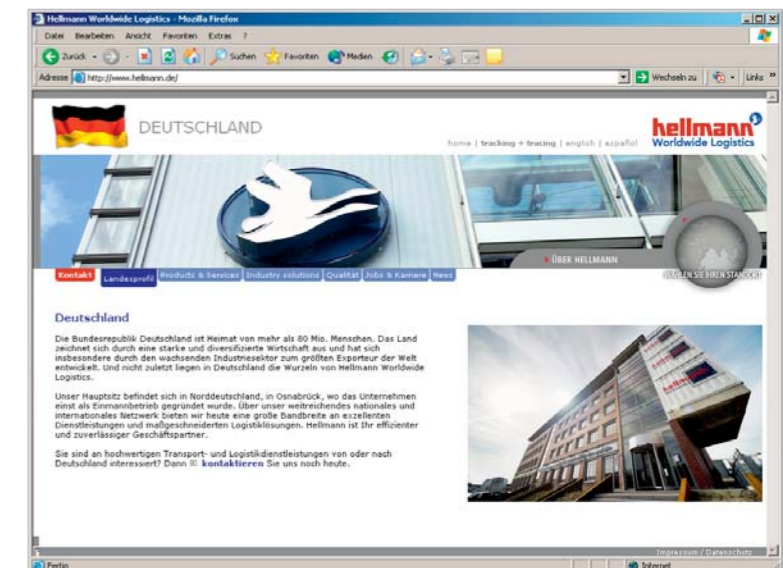 Hellmann Worldwide Logistics - Mozilla Firefox
Datei Bearbeiten Ansicht Favoriten Extras ?
Zurück Suchen Favoriten Medien
Adresse http://www.hellmann.de/ Wechseln zu Links »
DEUTSCHLAND
home | tracking + tracing | english | español
hellmann
Worldwide Logistics
ÜBER HELLMANN
WÄHLEN SIE IHREN STANDORT
Kontakt Landesprofil Products & Services Industry solutions Qualität Jobs & Karriere News
Deutschland
Die Bundesrepublik Deutschland ist Heimat von mehr als 80 Mio. Menschen. Das Land
zeichnet sich durch eine starke und diversifizierte Wirtschaft aus und hat sich
insbesondere durch den wachsenden Industriesektor zum größten Exporteur der Welt
entwickelt. Und nicht zuletzt liegen in Deutschland die Wurzeln von Hellmann Worldwide
Logistics.
Unser Hauptsitz befindet sich in Norddeutschland, in Osnabrück, wo das Unternehmen
einst als Einmannbetrieb gegründet wurde. Über unser weitreichendes nationales und
internationales Netzwerk bieten wir heute eine große Bandbreite an exzellenten
Dienstleistungen und maßgeschneiderten Logistiklösungen. Hellmann ist Ihr effizienter
und zuverlässiger Geschäftspartner.
Sie sind an hochwertigen Transport- und Logistikdienstleistungen von oder nach
Deutschland interessiert? Dann kontaktieren Sie uns noch heute.
hellmann
Impressum / Datenschutz
Fertig Internet